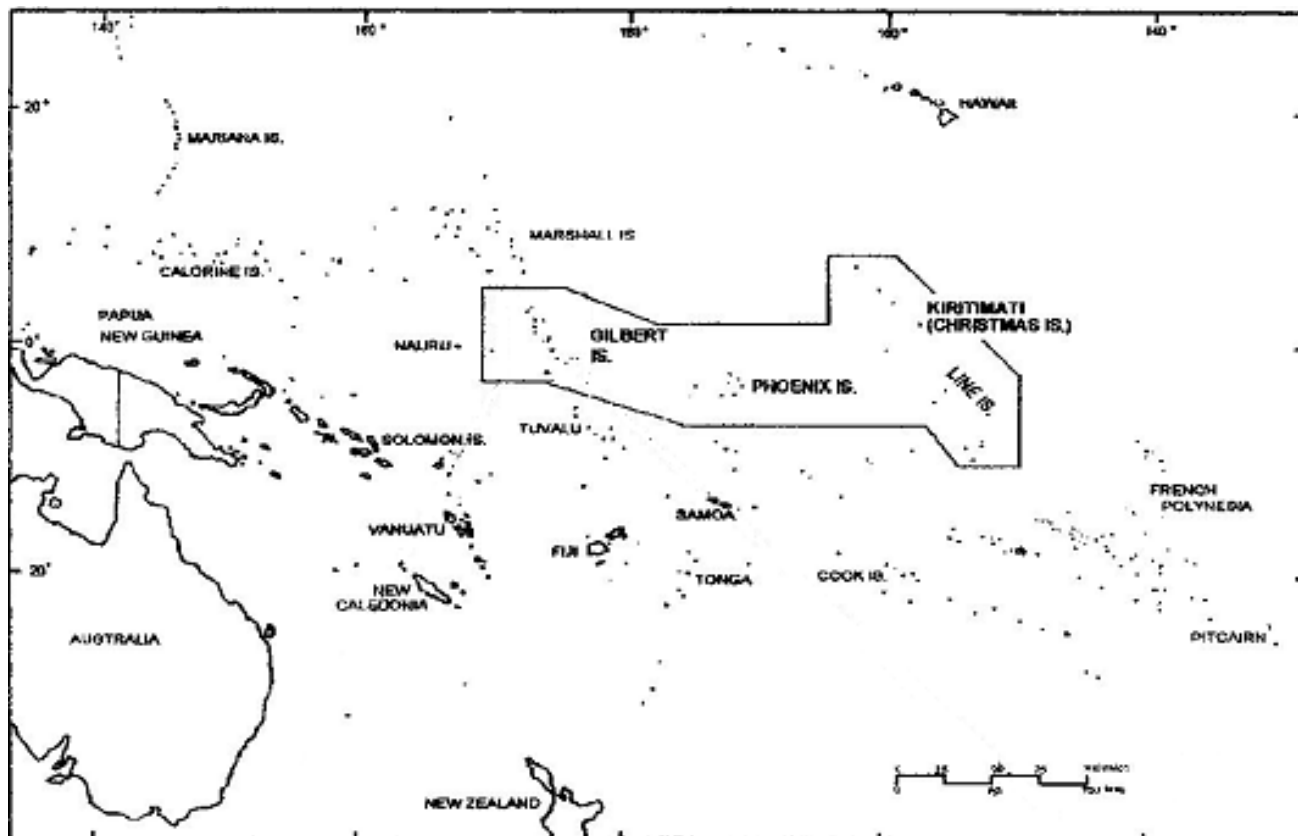 140°
160°
180°
160°
140°
20°
HAWAII
MARIANA IS.
MARSHALL IS
CALORINE IS.
PAPUA
NEW GUINEA
0°
NAURU
GILBERT
IS.
KIRITIMATI
(CHRISTMAS IS.)
LINE IS.
PHOENIX IS.
TUVALU
SOLOMON IS.
SAMOA
FRENCH
POLYNESIA
VANUATU
FIJI
20°
NEW
CALEDONIA
TONGA
COOK IS.
AUSTRALIA
PITCAIRN
NEW ZEALAND